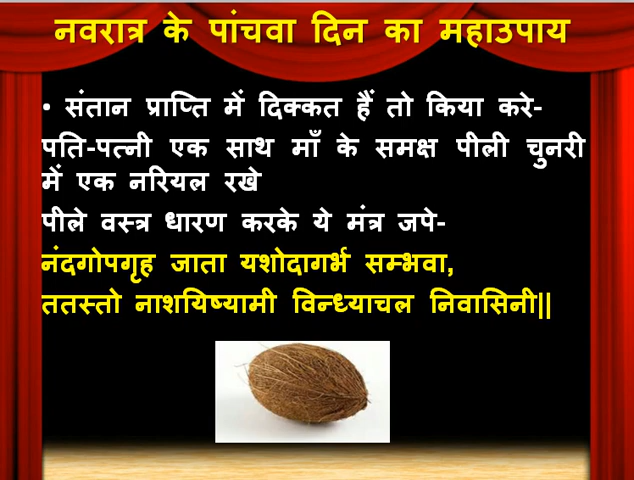 नवरात्र के पांचवा दिन का महाउपाय
• संतान प्राप्ति में दिक्कत हैं तो किया करे-
पति-पत्नी एक साथ माँ के समक्ष पीली चुनरी
में एक नरियल रखे
पीले वस्त्र धारण करके ये मंत्र जपे-
नंदगोपगृह जाता यशोदागर्भ सम्भवा,
ततस्तो नाशयिष्यामी विन्ध्याचल निवासिनी||